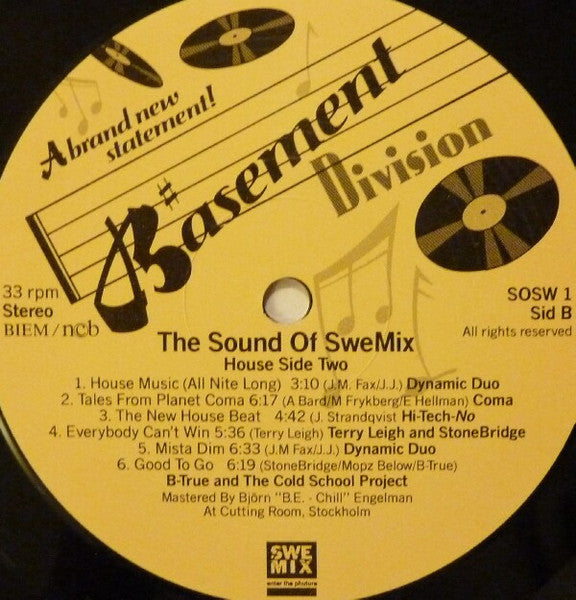 A brand new
statement!
Basement
Division
33 rpm
Stereo
BIEM/ncb
SOSW 1
Sid B
All rights reserved
The Sound Of SweMix
House Side Two
1. House Music (All Nite Long) 3:10 (J.M. Fax/J.J.) Dynamic Duo
2. Tales From Planet Coma 6:17 (A Bard/M Frykberg/E Hellman) Coma
3. The New House Beat 4:42 (J. Strandqvist Hi-Tech-No
4. Everybody Can't Win 5:36 (Terry Leigh) Terry Leigh and StoneBridge
5. Mista Dim 6:33 (J.M Fax/J.J.) Dynamic Duo
6. Good To Go 6:19 (StoneBridge/Mopz Below/B-True)
B-True and The Cold School Project
Mastered By Björn "B.E. - Chill" Engelman
At Cutting Room, Stockholm
SWE
MIX
enter the phuture